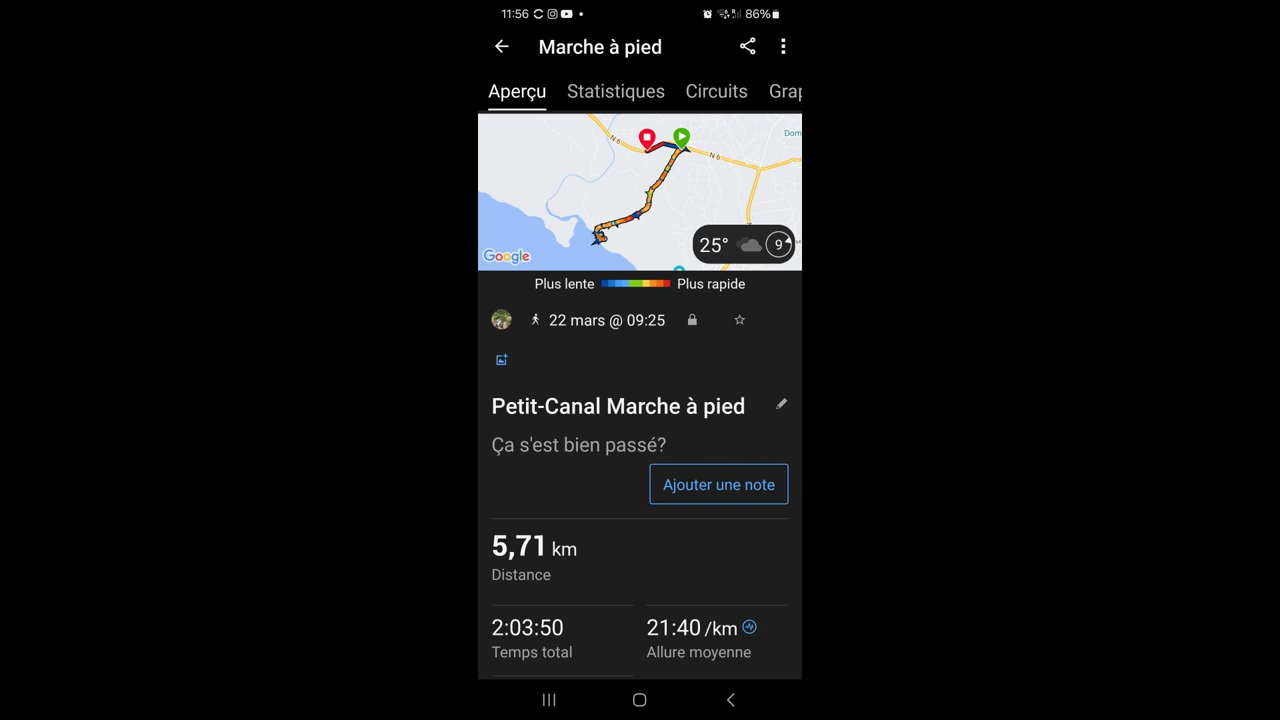 11:56
86%
Marche à pied
Aperçu Statistiques Circuits Grap
Dom
N 6
N 6
25° 9
Google
Plus lente Plus rapide
22 mars @ 09:25
Petit-Canal Marche à pied
Ça s'est bien passé?
Ajouter une note
5,71 km
Distance
2:03:50 21:40 /km
Temps total Allure moyenne